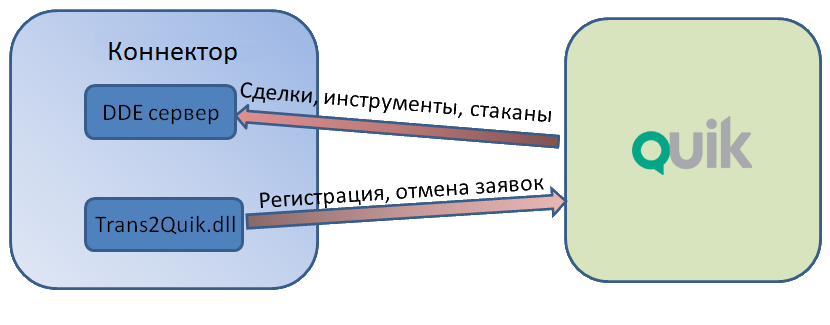 Коннектор
DDE сервер
Сделки, инструменты, стаканы
Quik
Регистрация, отмена заявок
Trans2Quik.dll